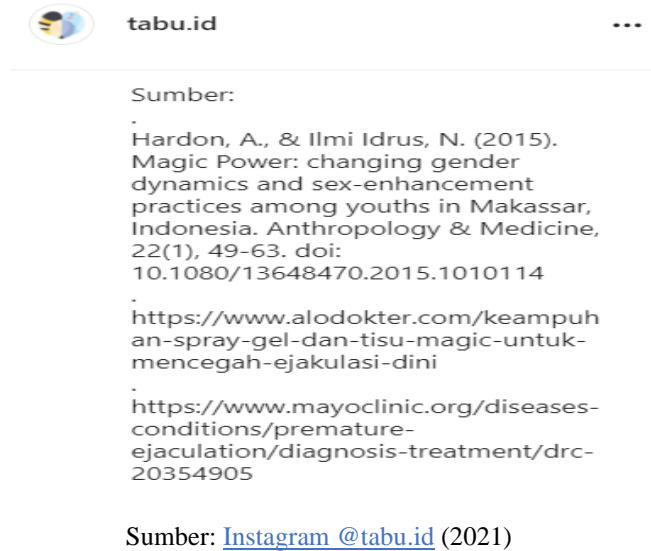 tabu.id
Sumber:
.
Hardon, A., & Ilmi Idrus, N. (2015).
Magic Power: changing gender
dynamics and sex-enhancement
practices among youths in Makassar,
Indonesia. Anthropology & Medicine,
22(1), 49-63. doi:
10.1080/13648470.2015.1010114
.
https://www.alodokter.com/keampuh
an-spray-gel-dan-tisu-magic-untuk-
mencegah-ejakulasi-dini
.
https://www.mayoclinic.org/diseases-
conditions/premature-
ejaculation/diagnosis-treatment/drc-
20354905
Sumber: Instagram @tabu.id (2021)